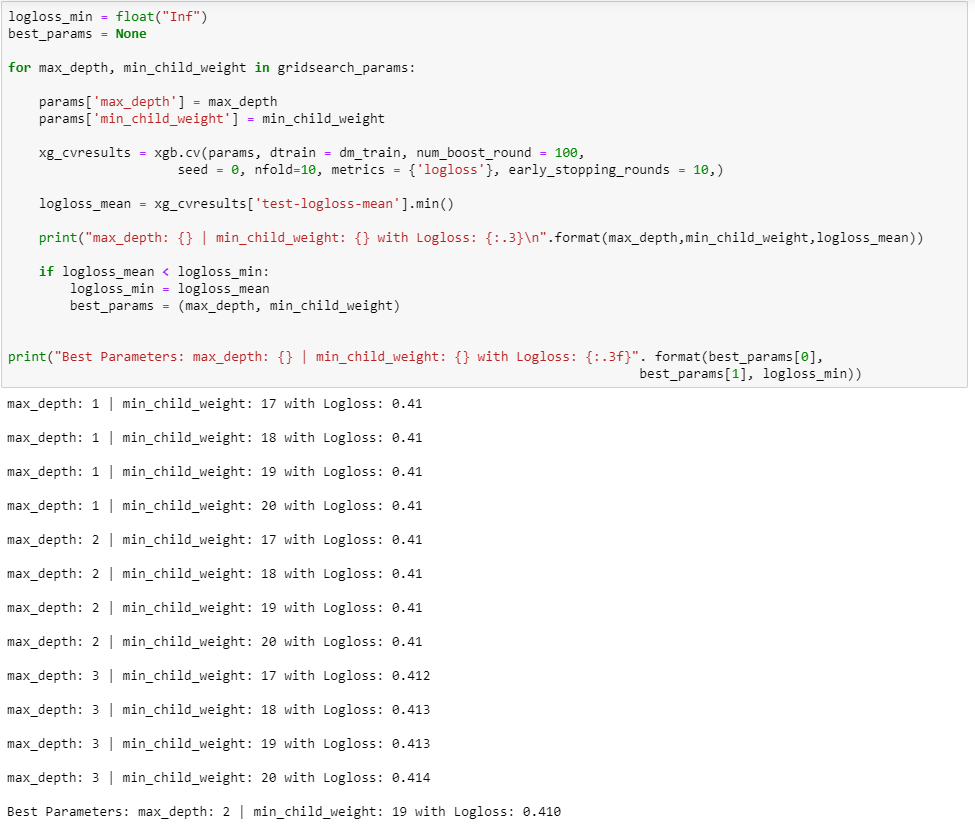 logloss_min = float("Inf")
best_params = None
for max_depth, min_child_weight in gridsearch_params:
    params['max_depth'] = max_depth
    params['min_child_weight'] = min_child_weight
    xg_cvresults = xgb.cv(params, dtrain = dm_train, num_boost_round = 100,
                      seed = 0, nfold=10, metrics = {'logloss'}, early_stopping_rounds = 10,)
    logloss_mean = xg_cvresults['test-logloss-mean'].min()
    print("max_depth: {} | min_child_weight: {} with Logloss: {:.3}\n".format(max_depth,min_child_weight,logloss_mean))
    if logloss_mean < logloss_min:
        logloss_min = logloss_mean
        best_params = (max_depth, min_child_weight)
print("Best Parameters: max_depth: {} | min_child_weight: {} with Logloss: {:.3f}". format(best_params[0],
                                                                                  best_params[1], logloss_min))
max_depth: 1 | min_child_weight: 17 with Logloss: 0.41
max_depth: 1 | min_child_weight: 18 with Logloss: 0.41
max_depth: 1 | min_child_weight: 19 with Logloss: 0.41
max_depth: 1 | min_child_weight: 20 with Logloss: 0.41
max_depth: 2 | min_child_weight: 17 with Logloss: 0.41
max_depth: 2 | min_child_weight: 18 with Logloss: 0.41
max_depth: 2 | min_child_weight: 19 with Logloss: 0.41
max_depth: 2 | min_child_weight: 20 with Logloss: 0.41
max_depth: 3 | min_child_weight: 17 with Logloss: 0.412
max_depth: 3 | min_child_weight: 18 with Logloss: 0.413
max_depth: 3 | min_child_weight: 19 with Logloss: 0.413
max_depth: 3 | min_child_weight: 20 with Logloss: 0.414
Best Parameters: max_depth: 2 | min_child_weight: 19 with Logloss: 0.410